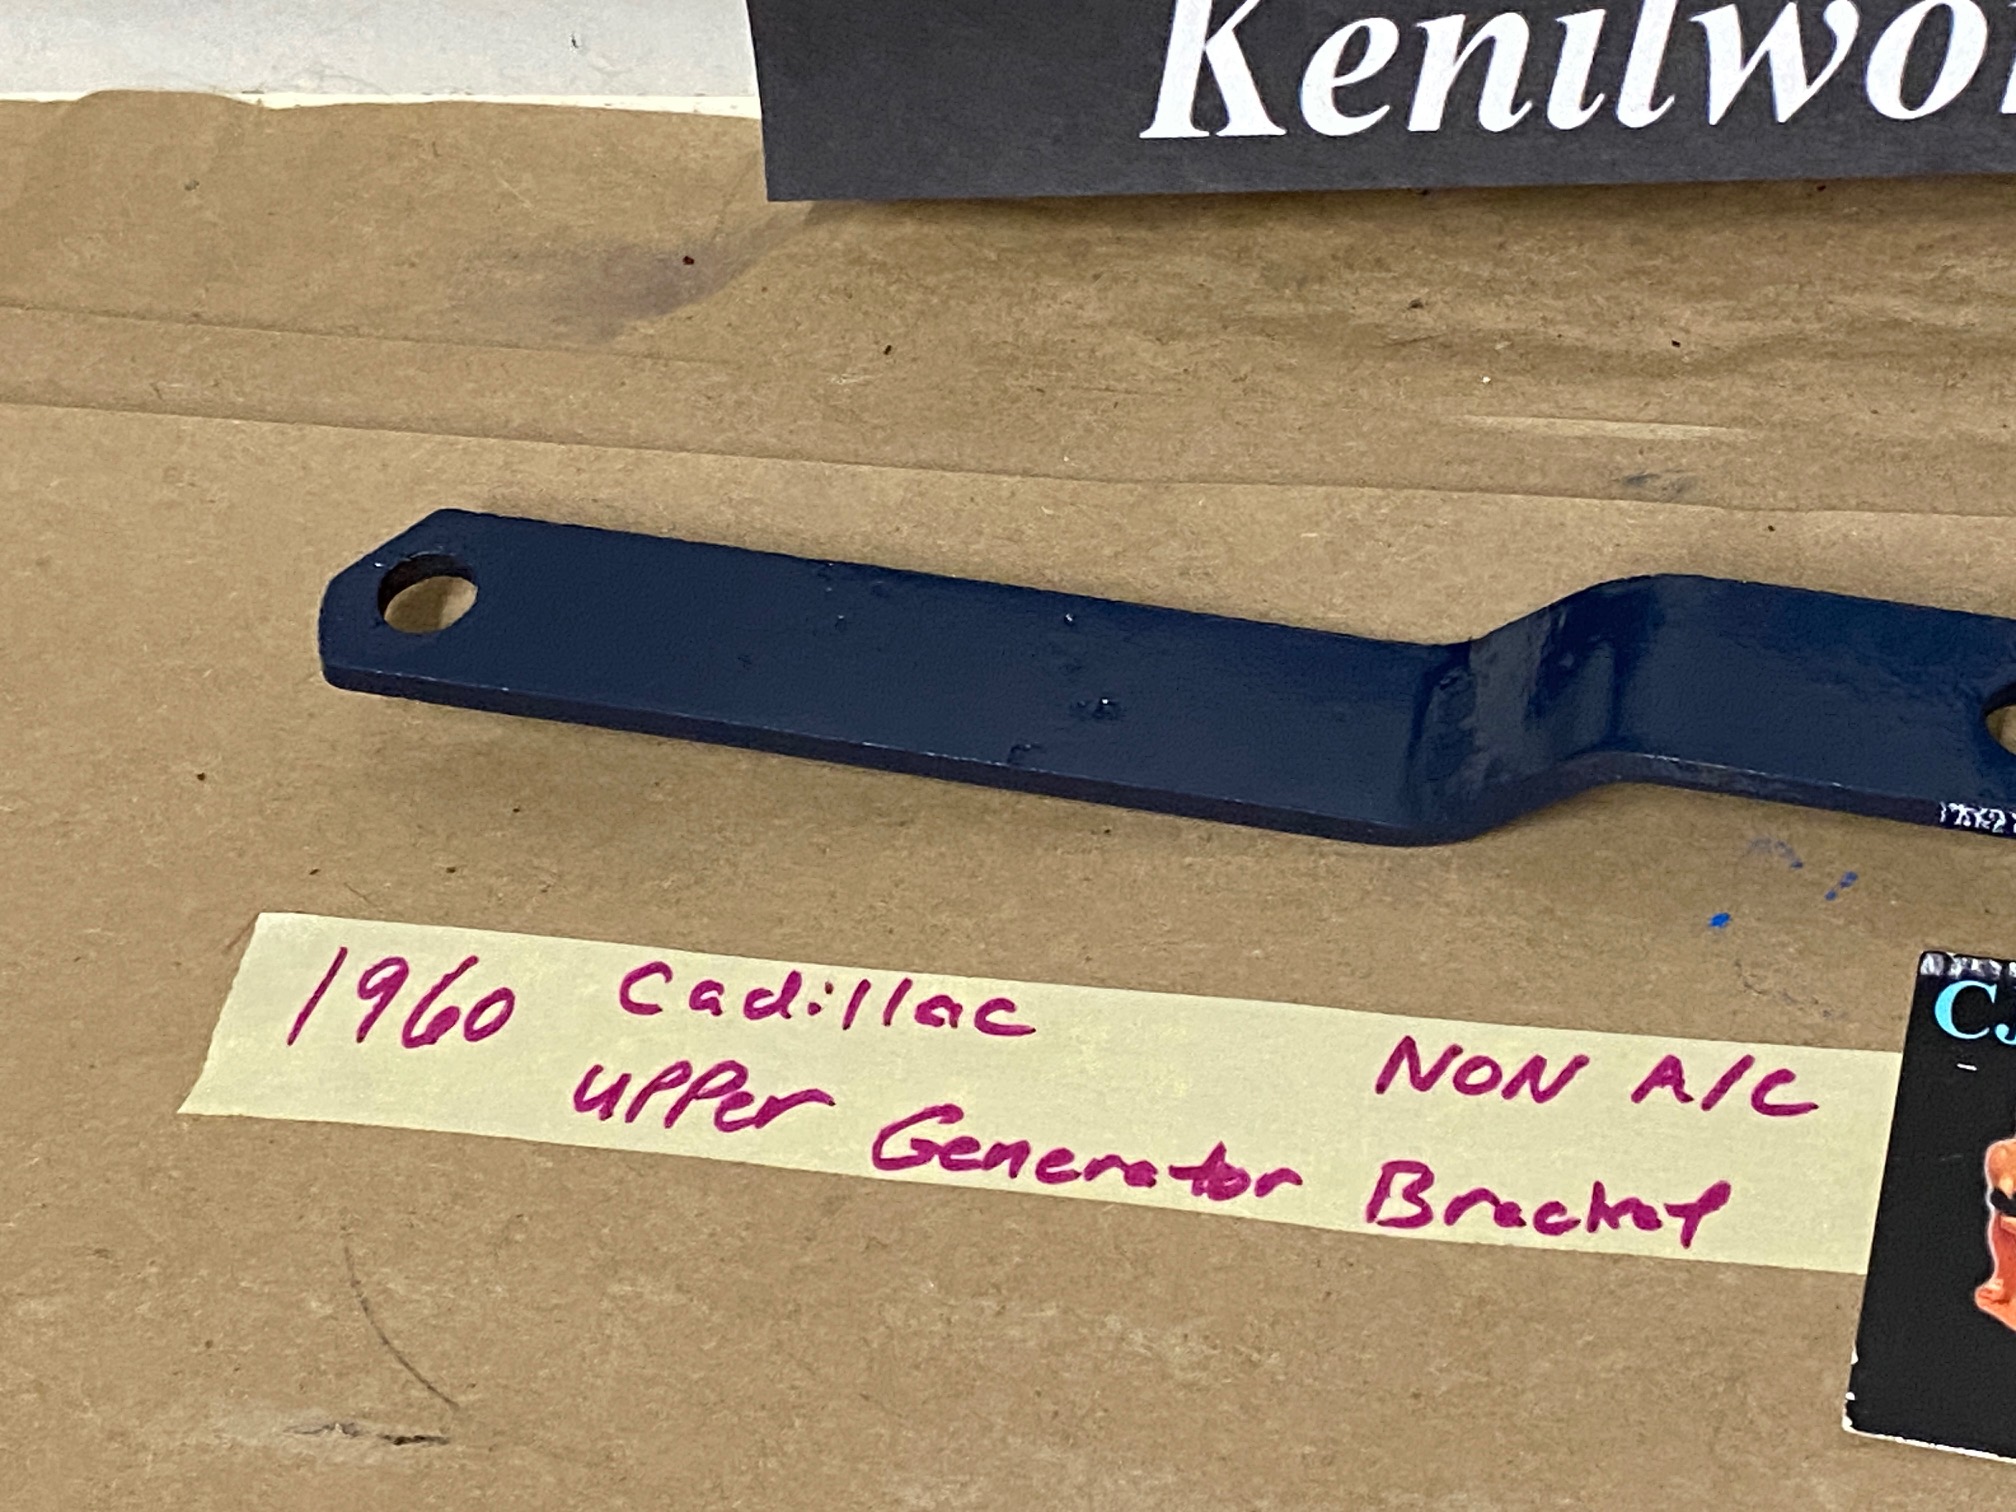 Kenilwo
1960 Cadillac NON A/C
upper Generator Bracket
CJ